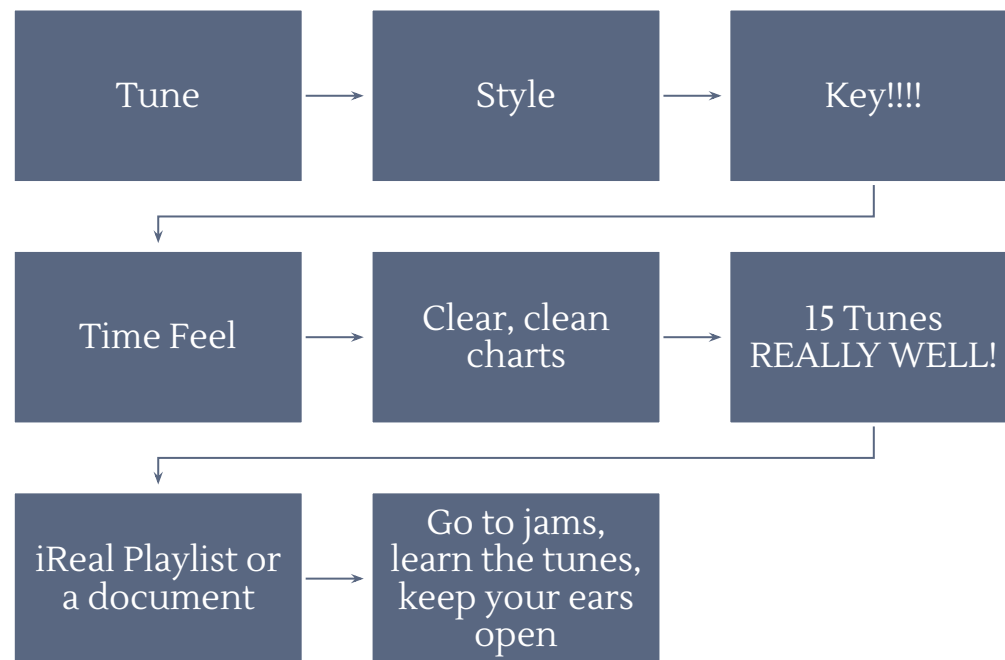 Tune
Style
Key!!!!
Time Feel
Clear, clean
charts
15 Tunes
REALLY WELL!
iReal Playlist or
a document
Go to jams,
learn the tunes,
keep your ears
open